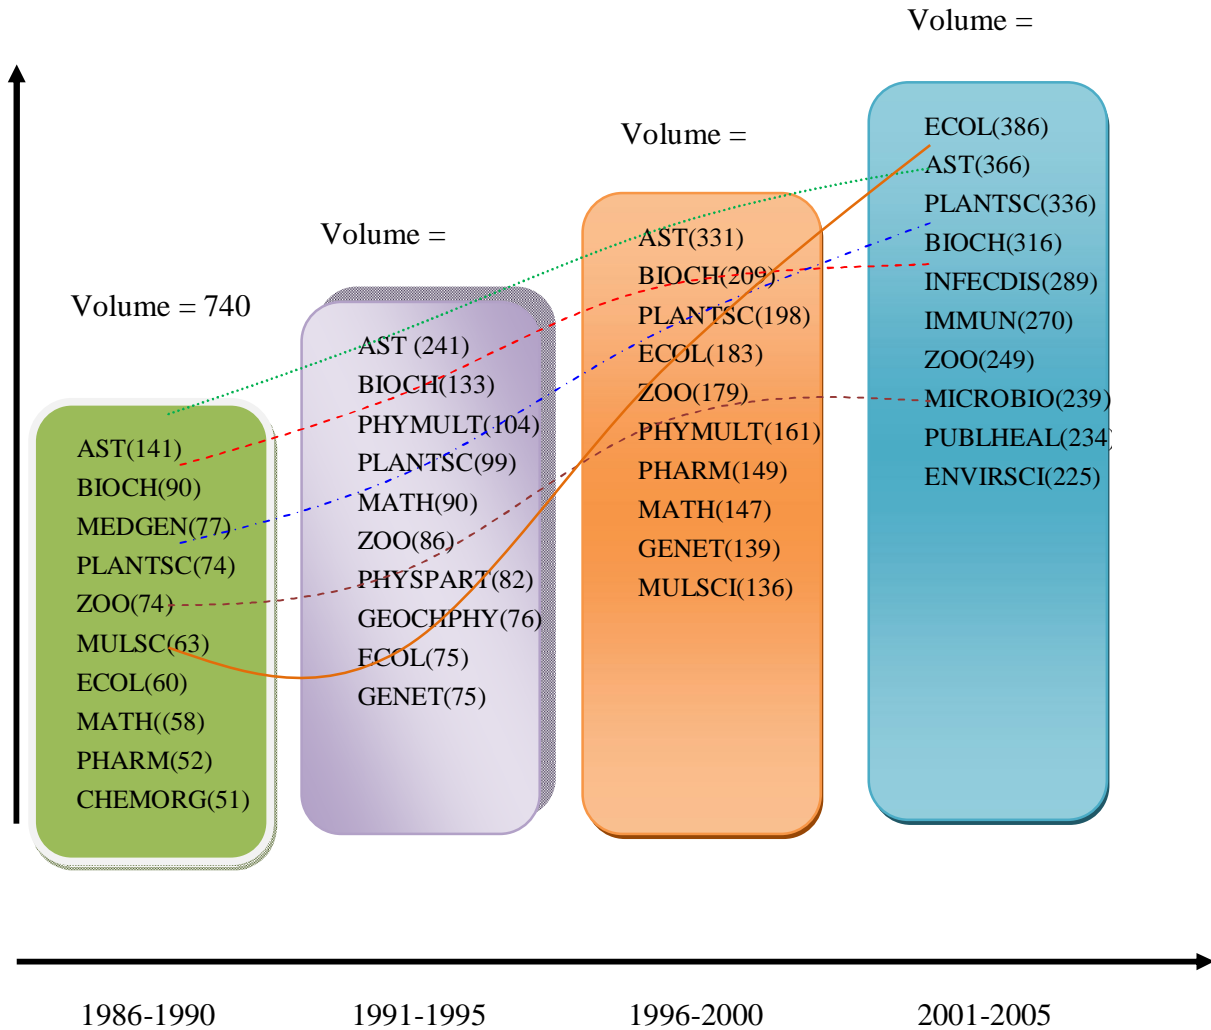 Volume =
Volume =
Volume =
Volume = 740
AST(141)
BIOCH(90)
MEDGEN(77)
PLANTSC(74)
ZOO(74)
MULSC(63)
ECOL(60)
MATH((58)
PHARM(52)
CHEMORG(51)
AST (241)
BIOCH(133)
PHYMULT(104)
PLANTSC(99)
MATH(90)
ZOO(86)
PHYSPART(82)
GEOCHPHY(76)
ECOL(75)
GENET(75)
AST(331)
BIOCH(209)
PLANTSC(198)
ECOL(183)
ZOO(179)
PHYMULT(161)
PHARM(149)
MATH(147)
GENET(139)
MULSCI(136)
ECOL(386)
AST(366)
PLANTSC(336)
BIOCH(316)
INFECDIS(289)
IMMUN(270)
ZOO(249)
MICROBIO(239)
PUBLHEAL(234)
ENVIRSCI(225)
1986-1990 1991-1995 1996-2000 2001-2005